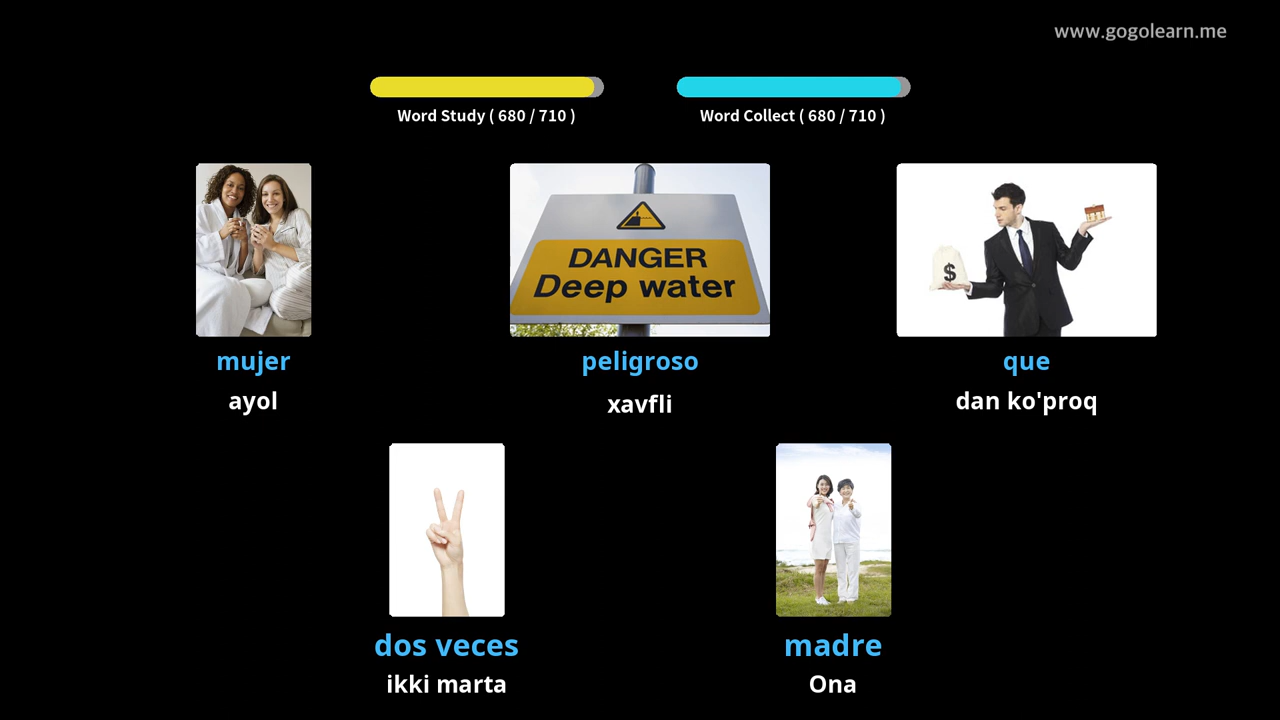 www.gogolearn.me
Word Study ( 680 / 710 )
Word Collect ( 680 / 710 )
DANGER
Deep water
$
mujer
peligroso
que
ayol
xavfli
dan ko'proq
dos veces
madre
ikki marta
Ona